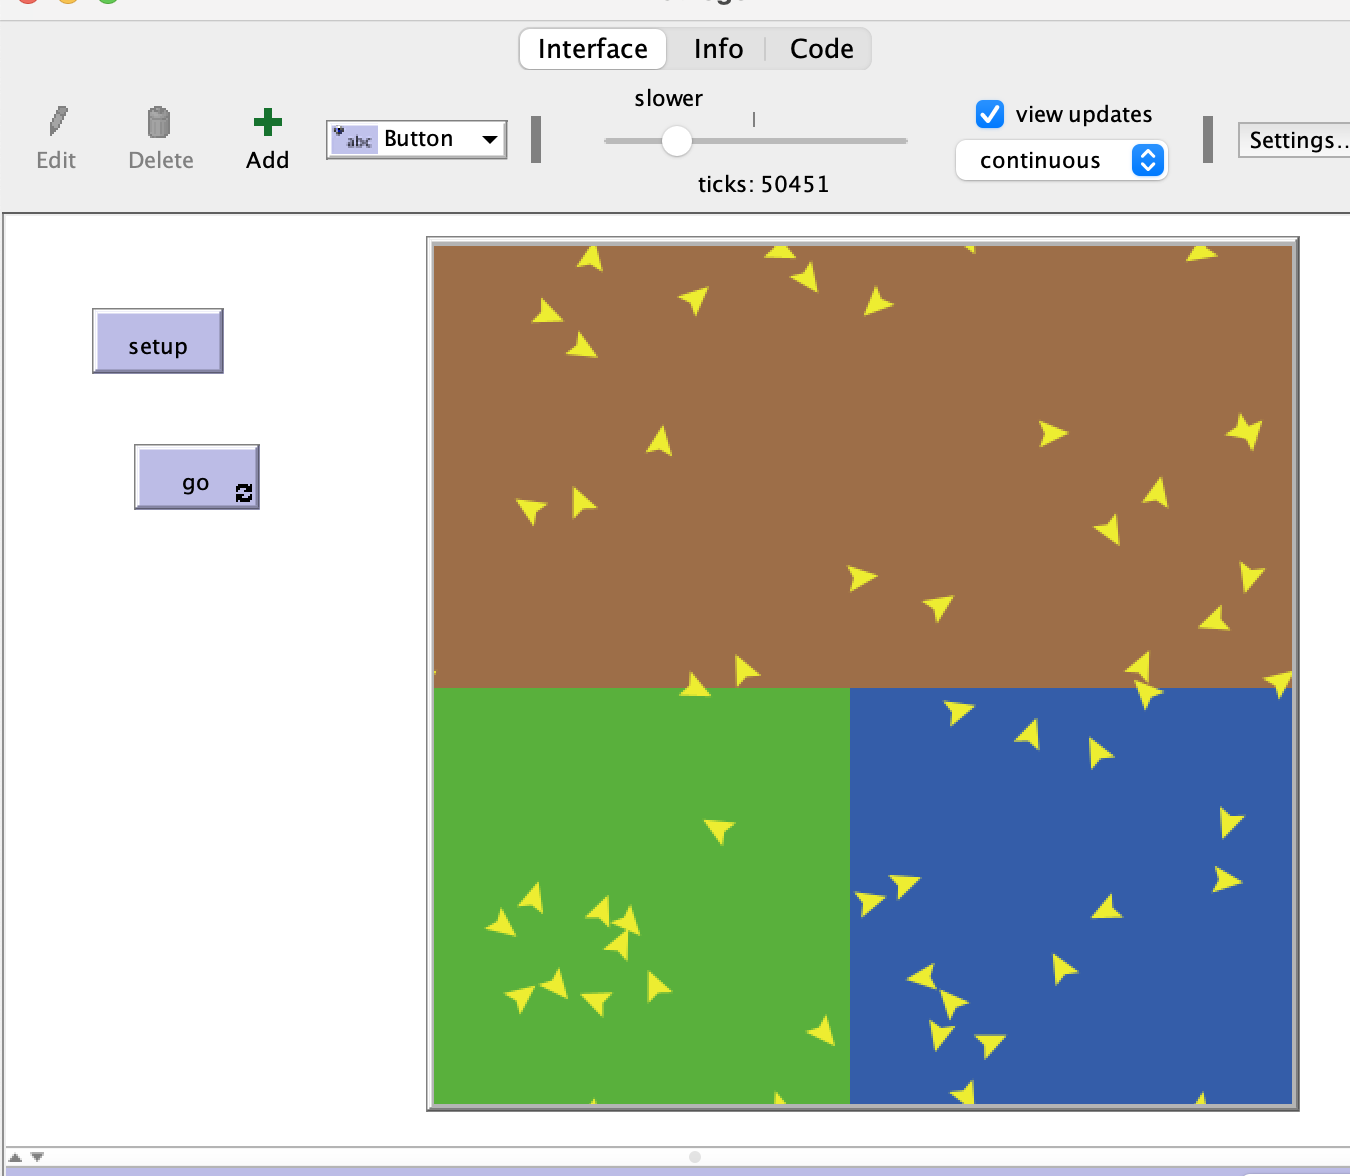 Interface Info Code
slower
Edit Delete Add abc Button view updates
continuous Settings...
ticks: 50451
setup
go